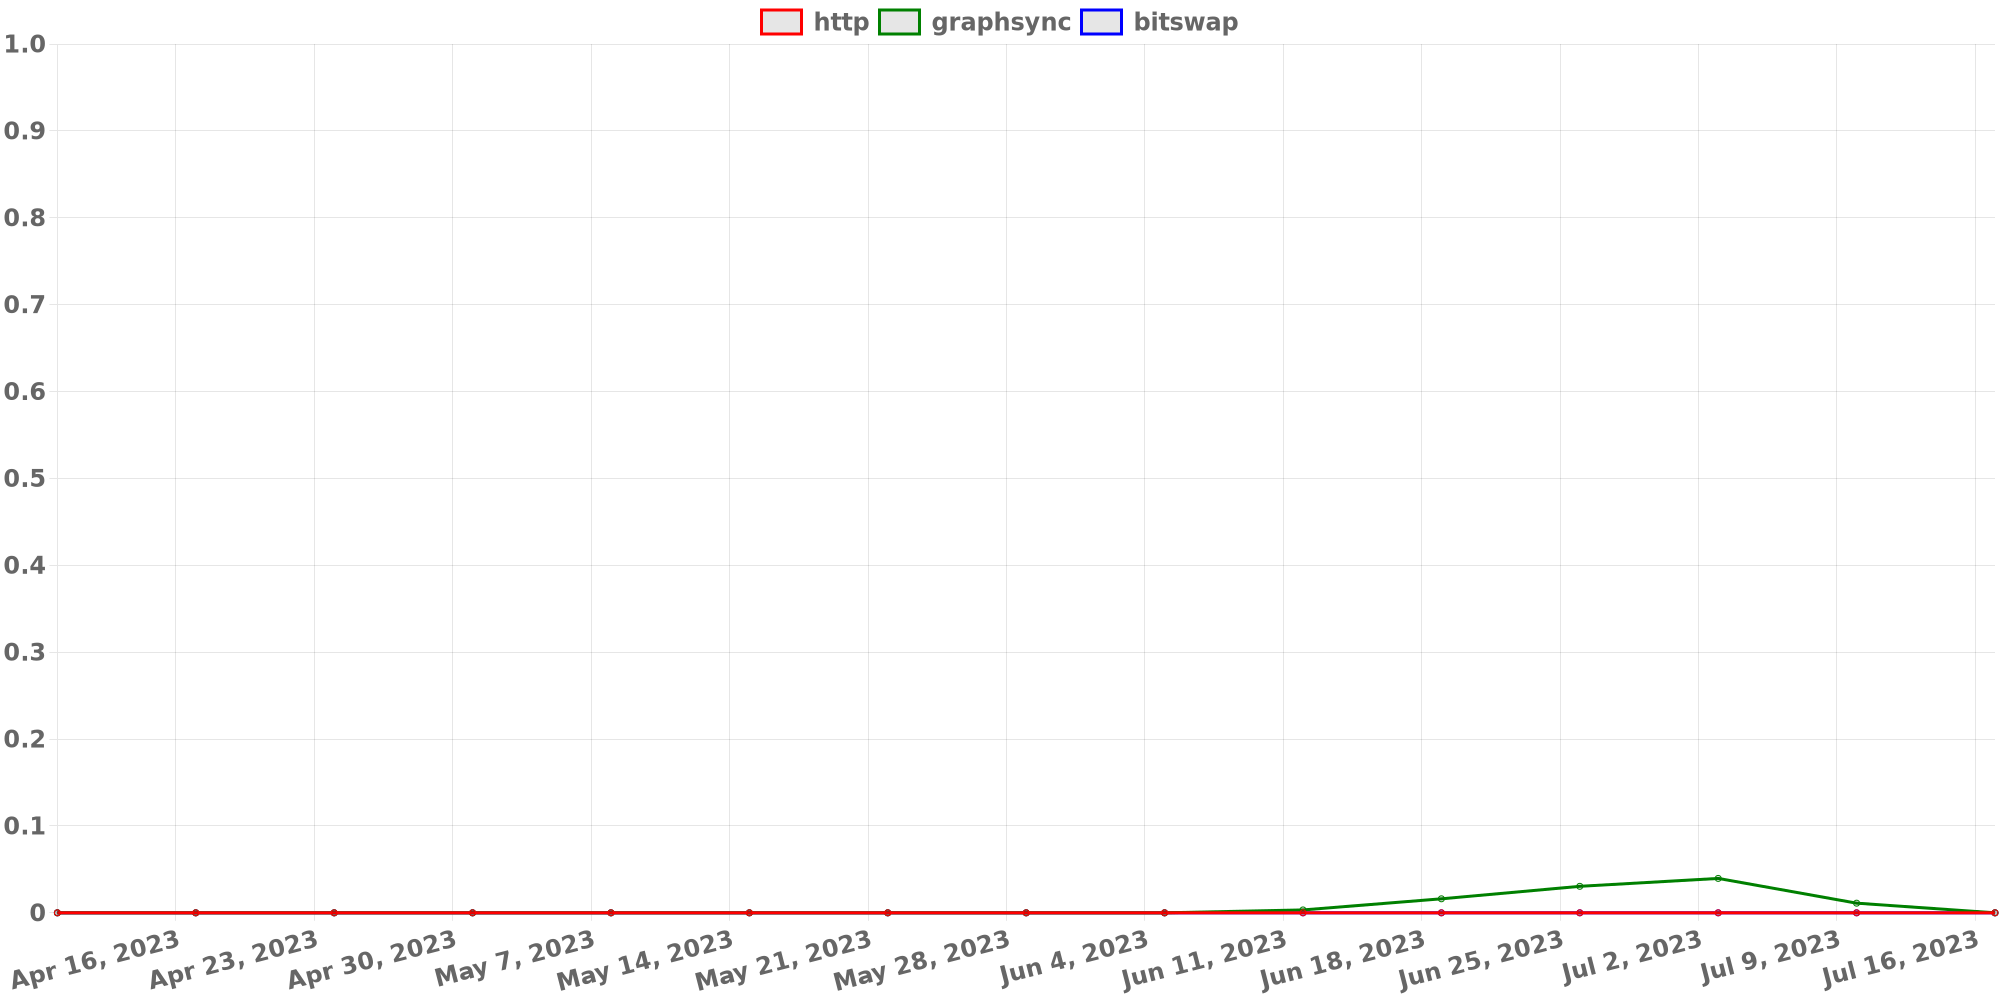 http graphsync bitswap
1.0
0.9
0.8
0.7
0.6
0.5
0.4
0.3
0.2
0.1
0
Apr 16, 2023
Apr 23, 2023
Apr 30, 2023
May 7, 2023
May 14, 2023
May 21, 2023
May 28, 2023
Jun 4, 2023
Jun 11, 2023
Jun 18, 2023
Jun 25, 2023
Jul 2, 2023
Jul 9, 2023
Jul 16, 2023